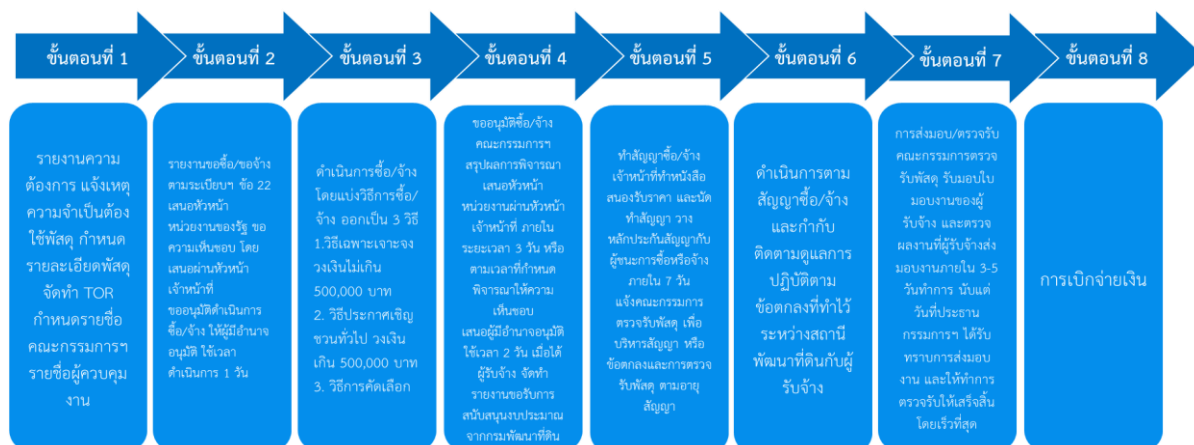 ขั้นตอนที่ 1
ขั้นตอนที่ 2
ขั้นตอนที่ 3
ขั้นตอนที่ 4
ขั้นตอนที่ 5
ขั้นตอนที่ 6
ขั้นตอนที่ 7
ขั้นตอนที่ 8
รายงานความ
ต้องการ แจ้งเหตุ
ความจำเป็นต้อง
ใช้พัสดุ กำหนด
รายละเอียดพัสดุ
จัดทำ TOR
กำหนดรายชื่อ
คณะกรรมการฯ
รายชื่อผู้ควบคุม
งาน
รายงานขอซื้อ/ขอจ้าง
ตามระเบียบฯ ข้อ 22
เสนอหัวหน้า
หน่วยงานของรัฐ ขอ
ความเห็นชอบ โดย
เสนอผ่านหัวหน้า
เจ้าหน้าที่
ขออนุมัติดำเนินการ
ซื้อ/จ้าง ให้ผู้มีอำนาจ
อนุมัติ ใช้เวลา
ดำเนินการ 1 วัน
ดำเนินการซื้อ/จ้าง
โดยแบ่งวิธีการซื้อ/
จ้าง ออกเป็น 3 วิธี
1.วิธีเฉพาะเจาะจง
วงเงินไม่เกิน
500,000 บาท
2. วิธีประกาศเชิญ
ชวนทั่วไป วงเงิน
เกิน 500,000 บาท
3. วิธีการคัดเลือก
ขออนุมัติซื้อ/จ้าง
คณะกรรมการฯ
สรุปผลการพิจารณา
เสนอหัวหน้า
หน่วยงานผ่านหัวหน้า
เจ้าหน้าที่ ภายใน
ระยะเวลา 3 วัน หรือ
ตามเวลาที่กำหนด
พิจารณาให้ความ
เห็นชอบ
เสนอผู้มีอำนาจอนุมัติ
ใช้เวลา 2 วัน เมื่อได้
ผู้รับจ้าง จัดทำ
รายงานขอรับการ
สนับสนุนงบประมาณ
จากกรมพัฒนาที่ดิน
ทำสัญญาซื้อ/จ้าง
เจ้าหน้าที่ทำหนังสือ
สนองรับราคา และนัด
ทำสัญญา วาง
หลักประกันสัญญากับ
ผู้ชนะการซื้อหรือจ้าง
ภายใน 7 วัน
แจ้งคณะกรรมการ
ตรวจรับพัสดุ เพื่อ
บริหารสัญญา หรือ
ข้อตกลงและการตรวจ
รับพัสดุ ตามอายุ
สัญญา
ดำเนินการตาม
สัญญาซื้อ/จ้าง
และกำกับ
ติดตามดูแลการ
ปฏิบัติตาม
ข้อตกลงที่ทำไว้
ระหว่างสถานี
พัฒนาที่ดินกับผู้
รับจ้าง
การส่งมอบ/ตรวจรับ
คณะกรรมการตรวจ
รับพัสดุ รับมอบใบ
มอบงานของผู้
รับจ้าง และตรวจ
ผลงานที่ผู้รับจ้างส่ง
มอบงานภายใน 3-5
วันทำการ นับแต่
วันที่ประธาน
กรรมการฯ ได้รับ
ทราบการส่งมอบ
งาน และให้ทำการ
ตรวจรับให้เสร็จสิ้น
โดยเร็วที่สุด
การเบิกจ่ายเงิน